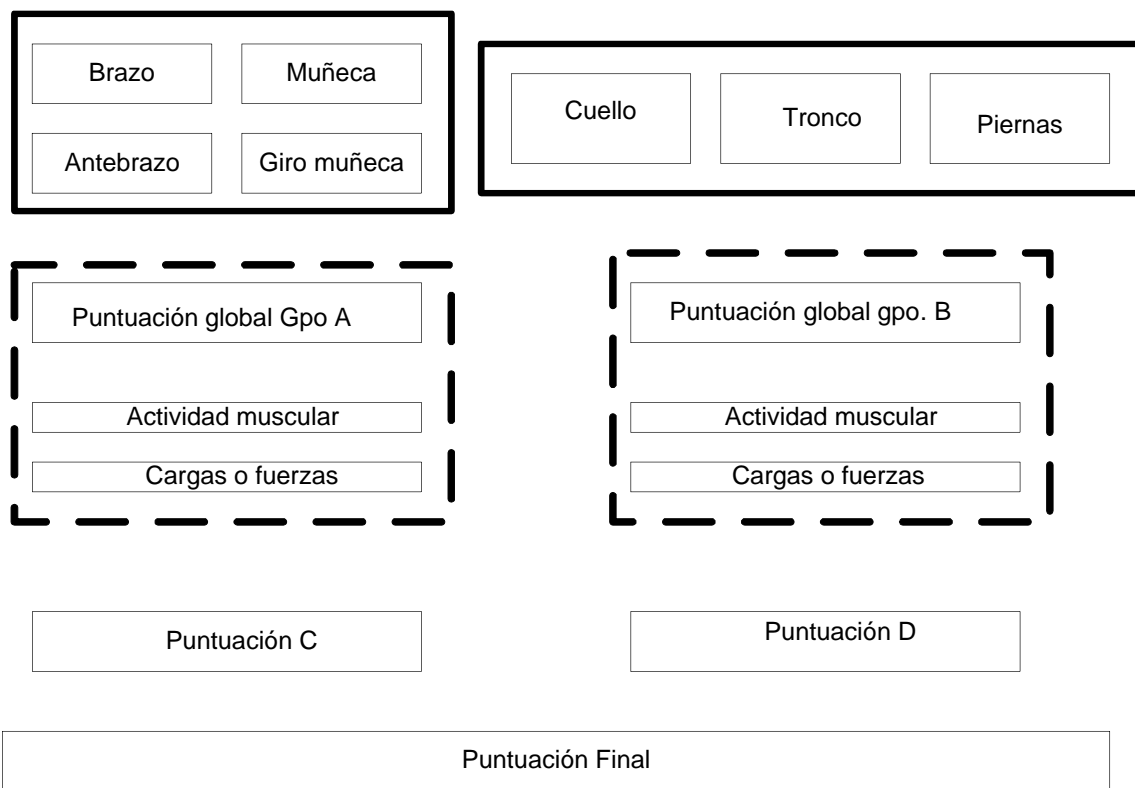 Brazo
Muñeca
Antebrazo
Giro muñeca
Cuello
Tronco
Piernas
Puntuación global Gpo A
Actividad muscular
Cargas o fuerzas
Puntuación global gpo. B
Actividad muscular
Cargas o fuerzas
Puntuación C
Puntuación D
Puntuación Final